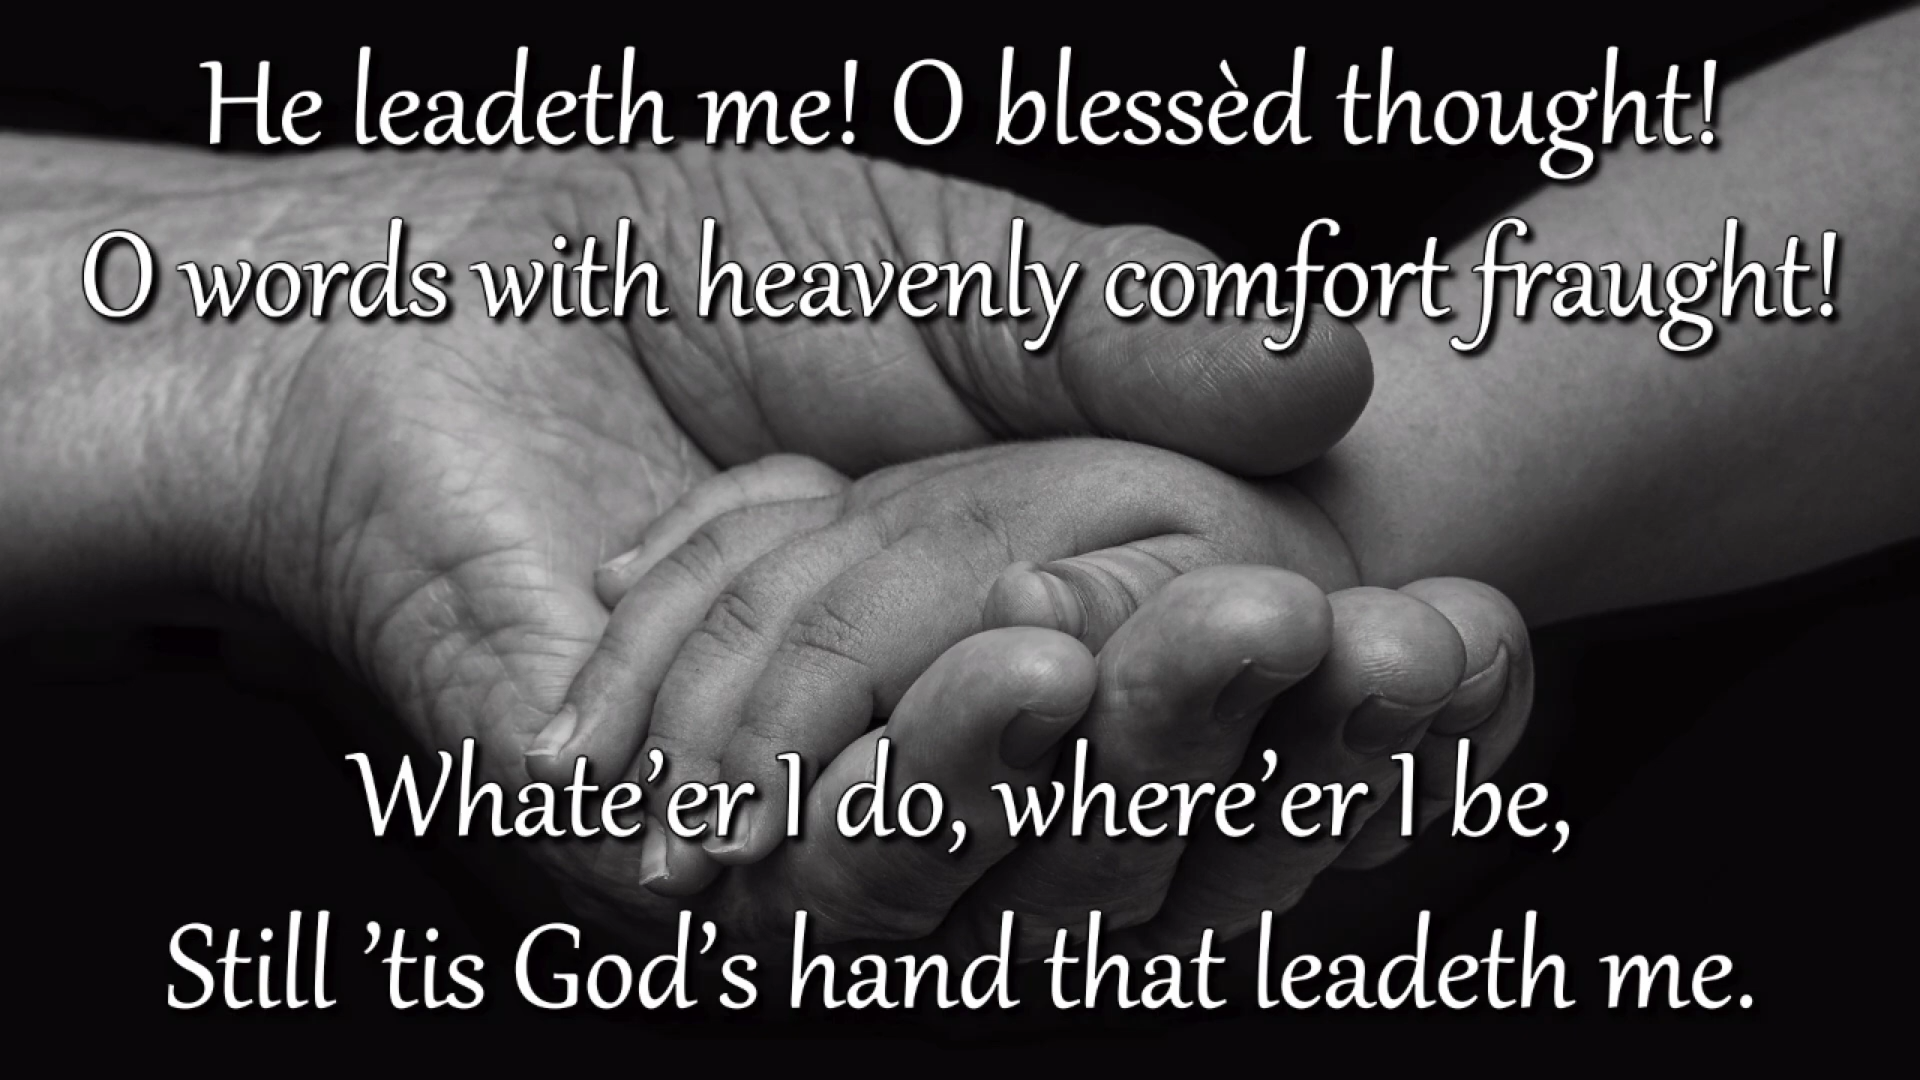 He leadeth me! O blessèd thought!
O words with heavenly comfort fraught!
Whate’er I do, where’er I be,
Still ’tis God’s hand that leadeth me.